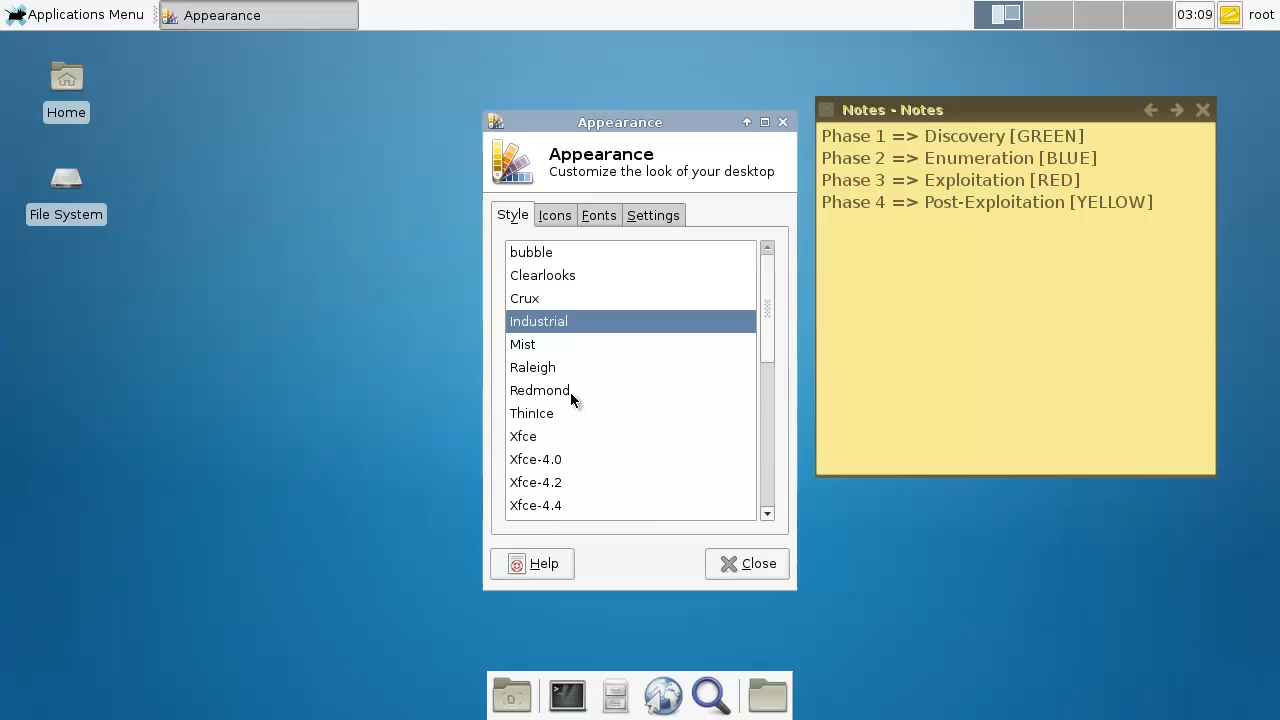 Applications Menu
Appearance
03:09
root
Home
File System
Appearance
Appearance
Customize the look of your desktop
Style
Icons
Fonts
Settings
bubble
Clearlooks
Crux
Industrial
Mist
Raleigh
Redmond
ThinIce
Xfce
Xfce-4.0
Xfce-4.2
Xfce-4.4
Help
Close
Notes - Notes
Phase 1 => Discovery [GREEN]
Phase 2 => Enumeration [BLUE]
Phase 3 => Exploitation [RED]
Phase 4 => Post-Exploitation [YELLOW]